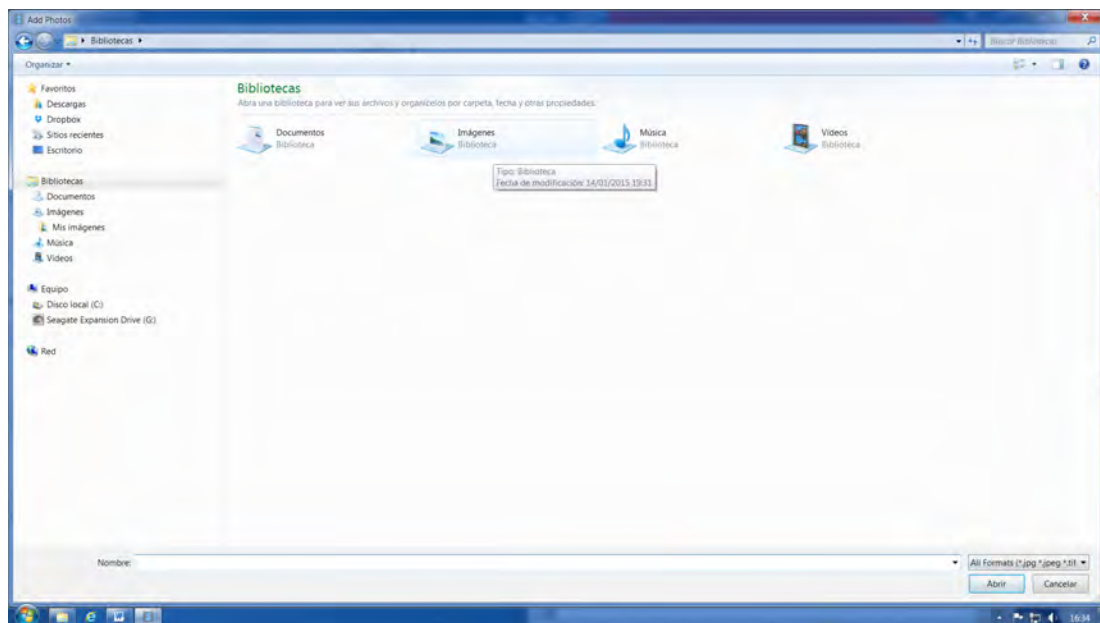 Add Photos
Bibliotecas
Buscar Bibliotecas
Organizar
Favoritos
Descargas
Dropbox
Sitios recientes
Escritorio
Bibliotecas
Documentos
Imágenes
Mis imágenes
Música
Vídeos
Equipo
Disco local (C:)
Seagate Expansion Drive (G:)
Red
Bibliotecas
Abra una biblioteca para ver sus archivos y organícelos por carpeta, fecha y otras propiedades.
Documentos
Biblioteca
Imágenes
Biblioteca
Música
Biblioteca
Vídeos
Biblioteca
Tipo: Biblioteca
Fecha de modificación: 14/01/2015 19:31
Nombre:
All Formats (*.jpg *.jpeg *.tif
Abrir
Cancelar
16:34